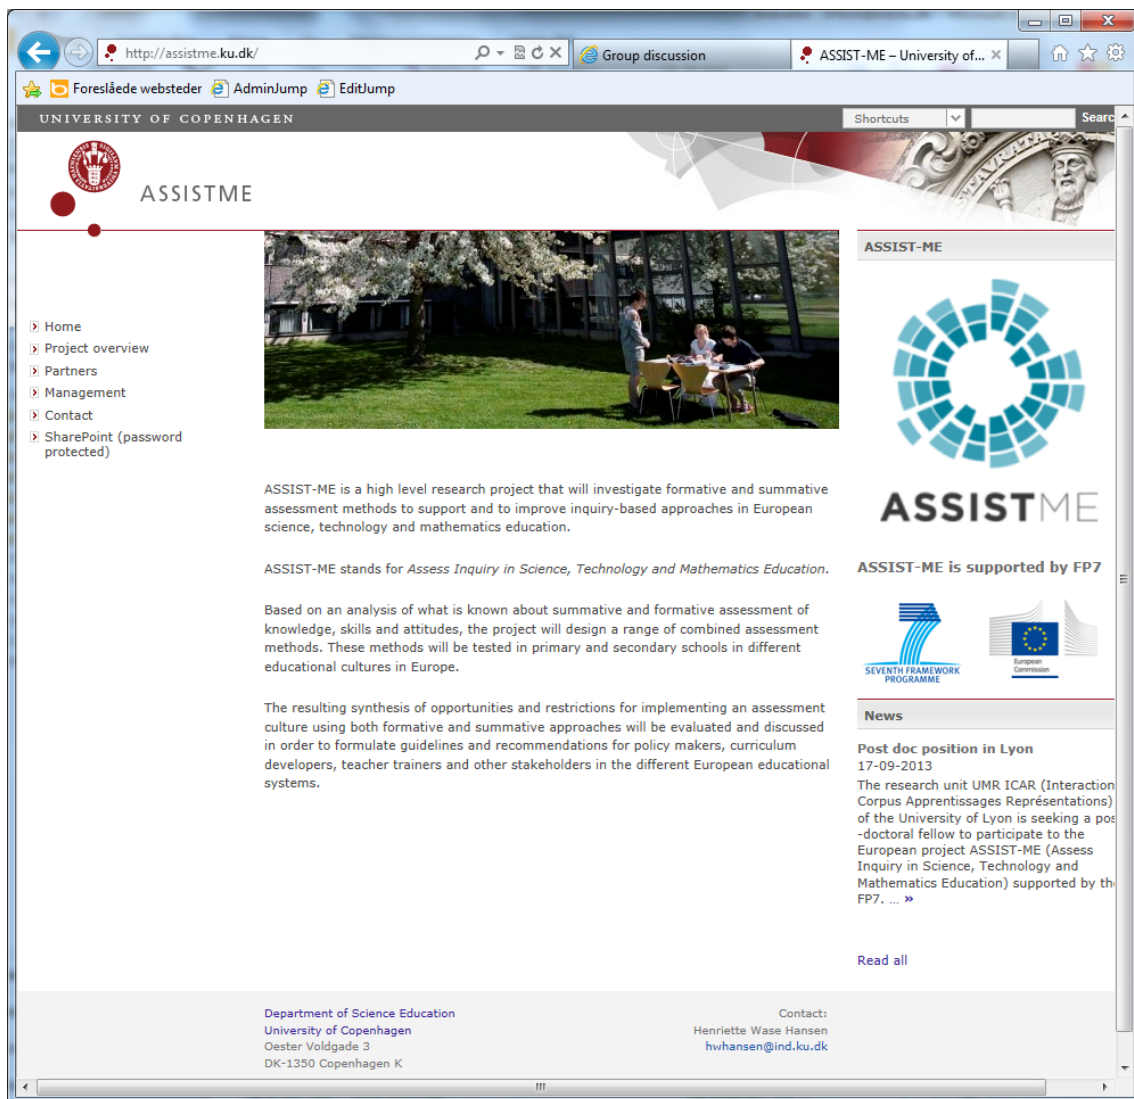 http://assistme.ku.dk/
Group discussion
ASSIST-ME – University of...
Foreslåede websteder
AdminJump
EditJump
UNIVERSITY OF COPENHAGEN
Shortcuts
Searc
ASSISTME
Home
Project overview
Partners
Management
Contact
SharePoint (password
protected)
ASSIST-ME is a high level research project that will investigate formative and summative
assessment methods to support and to improve inquiry-based approaches in European
science, technology and mathematics education.
ASSIST-ME stands for Assess Inquiry in Science, Technology and Mathematics Education.
Based on an analysis of what is known about summative and formative assessment of
knowledge, skills and attitudes, the project will design a range of combined assessment
methods. These methods will be tested in primary and secondary schools in different
educational cultures in Europe.
The resulting synthesis of opportunities and restrictions for implementing an assessment
culture using both formative and summative approaches will be evaluated and discussed
in order to formulate guidelines and recommendations for policy makers, curriculum
developers, teacher trainers and other stakeholders in the different European educational
systems.
ASSIST-ME
ASSISTME
ASSIST-ME is supported by FP7
SEVENTH FRAMEWORK
PROGRAMME
European
Commission
News
Post doc position in Lyon
17-09-2013
The research unit UMR ICAR (Interaction
Corpus Apprentissages Représentations)
of the University of Lyon is seeking a pos
-doctoral fellow to participate to the
European project ASSIST-ME (Assess
Inquiry in Science, Technology and
Mathematics Education) supported by the
FP7. ... »
Read all
Department of Science Education
University of Copenhagen
Oester Voldgade 3
DK-1350 Copenhagen K
Contact:
Henriette Wase Hansen
hwhansen@ind.ku.dk